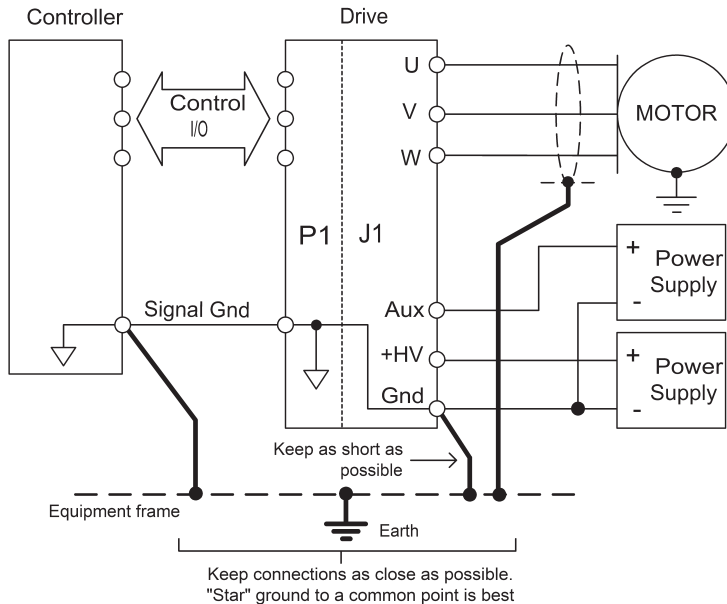 Controller
Drive
Control
I/O
U
V
W
MOTOR
P1
J1
Signal Gnd
Aux
+HV
Gnd
+
Power
Supply
-
+
Power
Supply
-
Keep as short as
possible
Equipment frame
Earth
Keep connections as close as possible.
"Star" ground to a common point is best